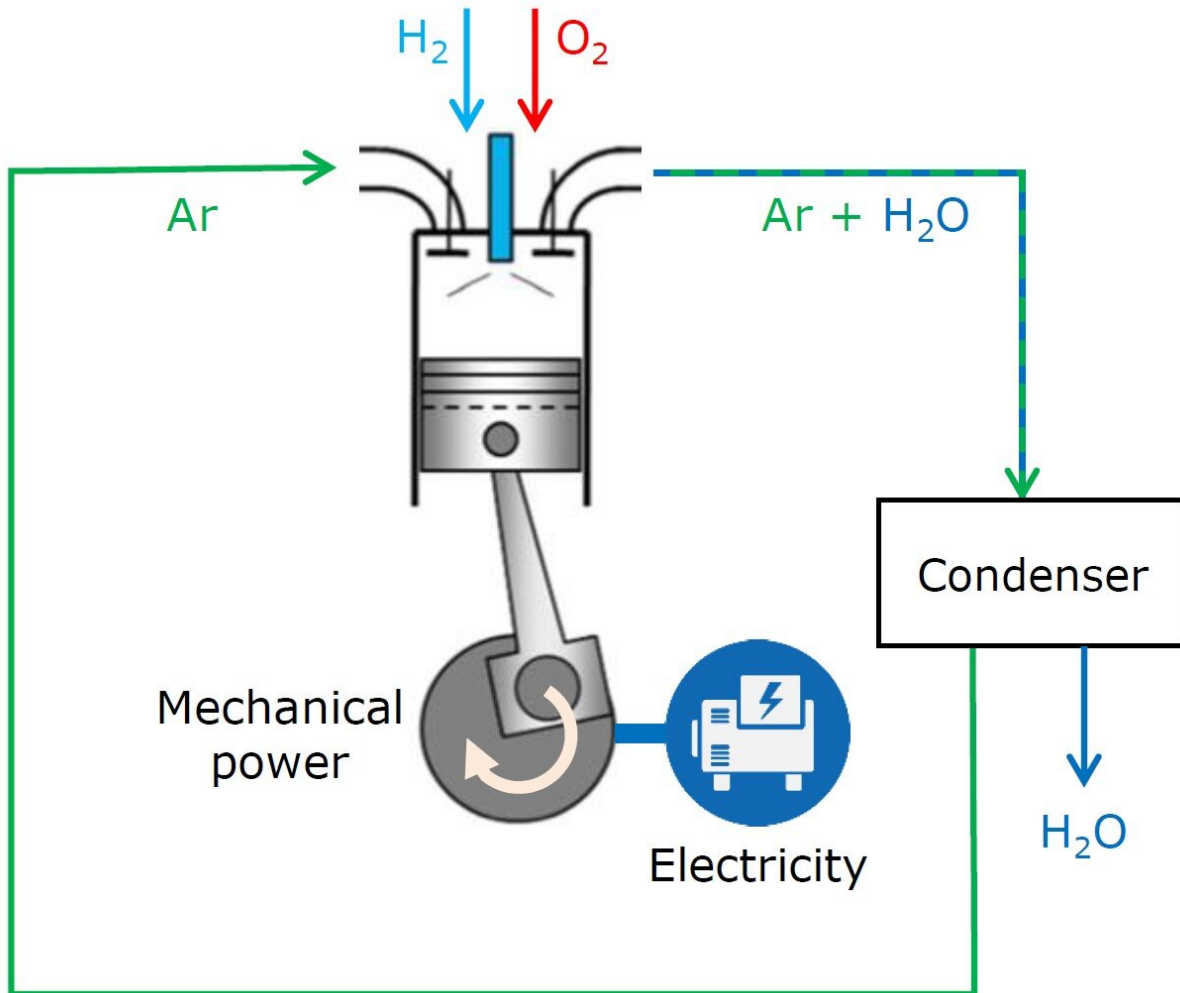 H₂ O₂
Ar
Ar + H₂O
Condenser
Mechanical
power
H₂O
Electricity